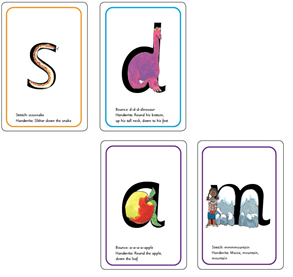 s
Stretch: sssssnake
Handwrite: Slither down the snake
d
Bounce: d-d-d-dinosaur
Handwrite: Round his bottom,
up his tall neck, down to his feet
a
Bounce: a-a-a-a-apple
Handwrite: Round the apple,
down the leaf
m
Stretch: mmmmountain
Handwrite: Maisie, mountain,
mountain